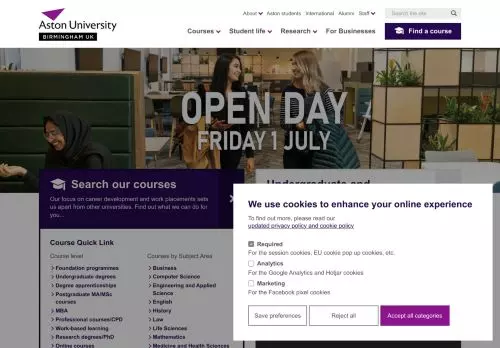 Aston University
BIRMINGHAM UK
About Aston students International Alumni Staff Search the site
Courses Student life Research For Businesses Find a course
OPEN DAY
FRIDAY 1 JULY
Search our courses
Our focus on career development and work placements sets
us apart from other universities. Find out what we can do for
you...
Course Quick Link
Course level
Foundation programmes
Undergraduate degrees
Degree apprenticeships
Postgraduate MA/MSc
courses
MBA
Professional courses/CPD
Work-based learning
Research degrees/PhD
Online courses
Courses by Subject Area
Business
Computer Science
Engineering and Applied
Science
English
History
Law
Life Sciences
Mathematics
Medicine and Health Sciences
Undergraduate and
We use cookies to enhance your online experience
To find out more, please read our
updated privacy and cookie policy
Required
For the session cookies, EU cookie pop up cookies, etc.
Analytics
For the Google Analytics and Hotjar cookies
Marketing
For the Facebook pixel cookies
Save preferences Reject all Accept all categories